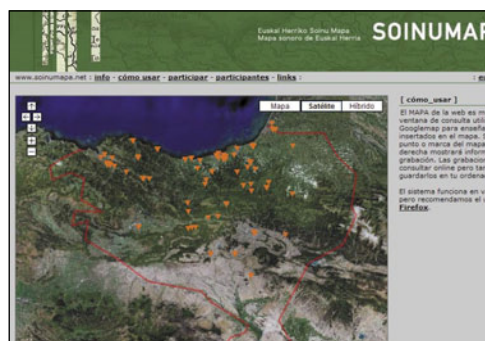 Euskal Herriko Soinu Mapa
Mapa sonoro de Euskal Herria
SOINUMAP
www.soinumapa.net : info - cómo usar - participar - participantes - links :
Mapa Satélite Híbrido
[ cómo_usar ]
El MAPA de la web es m
ventana de consulta utili
Googlemap para enseña
insertados en el mapa.
punto o marca del mapa
derecha mostrará inform
grabación. Las grabacion
consultar online pero tam
guardarlos en tu ordena
El sistema funciona en v
pero recomendamos el
Firefox.